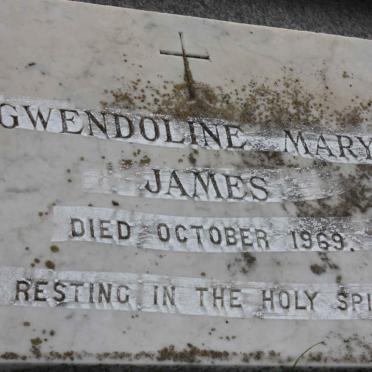 GWENDOLINE MARY
JAMES
DIED OCTOBER 1969.
RESTING IN THE HOLY SPI